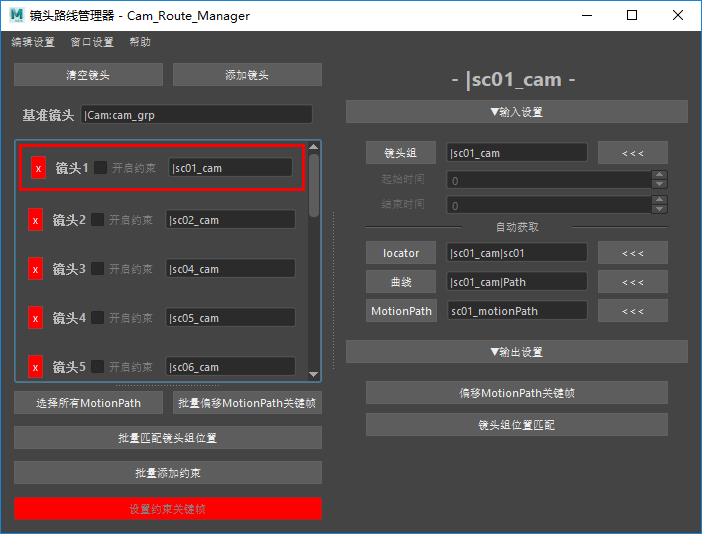 镜头路线管理器 - Cam_Route_Manager
编辑设置 窗口设置 帮助
清空镜头 添加镜头
基准镜头 |Cam:cam_grp
x 镜头1 开启约束 |sc01_cam
x 镜头2 开启约束 |sc02_cam
x 镜头3 开启约束 |sc04_cam
x 镜头4 开启约束 |sc05_cam
x 镜头5 开启约束 |sc06_cam
选择所有MotionPath 批量偏移MotionPath关键帧
批量匹配镜头组位置
批量添加约束
设置约束关键帧
- |sc01_cam -
▼输入设置
镜头组 |sc01_cam <<<
起始时间 0
结束时间 0
自动获取
locator |sc01_cam|sc01 <<<
曲线 |sc01_cam|Path <<<
MotionPath sc01_motionPath <<<
▼输出设置
偏移MotionPath关键帧
镜头组位置匹配